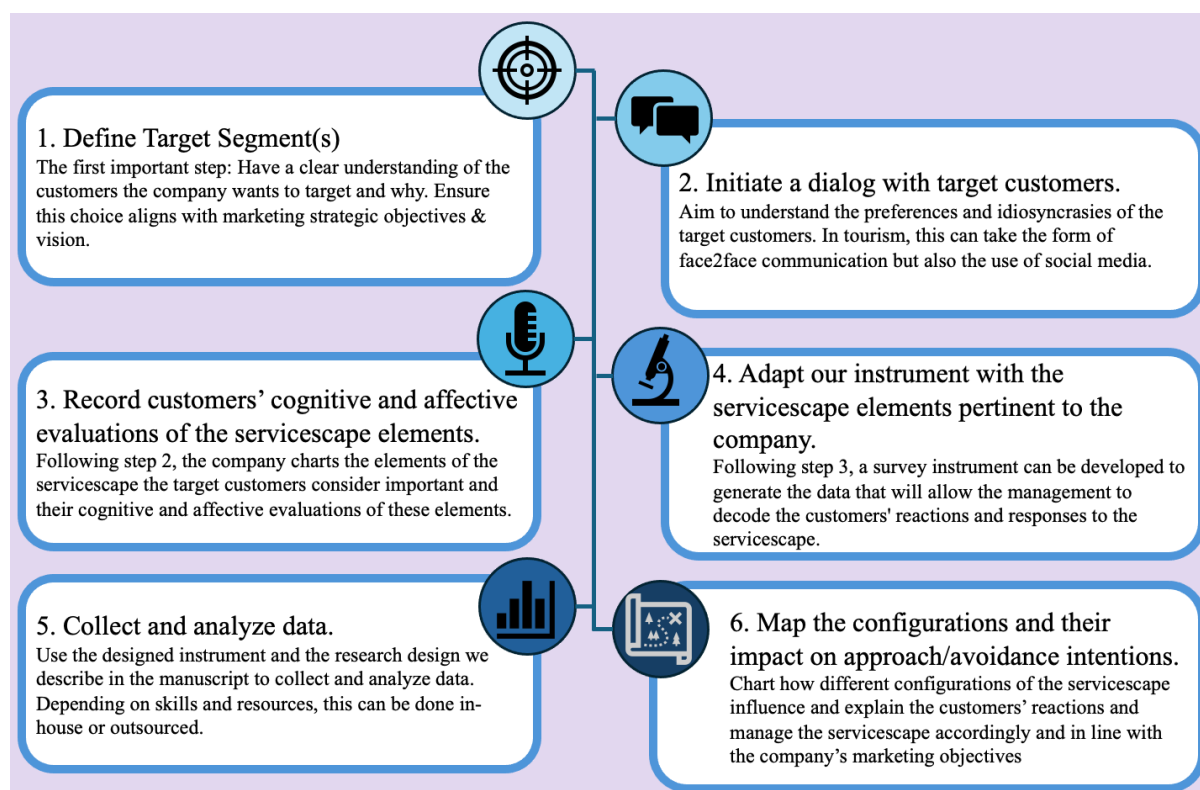 1. Define Target Segment(s)
The first important step: Have a clear understanding of the
customers the company wants to target and why. Ensure
this choice aligns with marketing strategic objectives &
vision.
2. Initiate a dialog with target customers.
Aim to understand the preferences and idiosyncrasies of the
target customers. In tourism, this can take the form of
face2face communication but also the use of social media.
3. Record customers’ cognitive and affective
evaluations of the servicescape elements.
Following step 2, the company charts the elements of the
servicescape the target customers consider important and
their cognitive and affective evaluations of these elements.
4. Adapt our instrument with the
servicescape elements pertinent to the
company.
Following step 3, a survey instrument can be developed to
generate the data that will allow the management to
decode the customers' reactions and responses to the
servicescape.
5. Collect and analyze data.
Use the designed instrument and the research design we
describe in the manuscript to collect and analyze data.
Depending on skills and resources, this can be done in-
house or outsourced.
6. Map the configurations and their
impact on approach/avoidance intentions.
Chart how different configurations of the servicescape
influence and explain the customers’ reactions and
manage the servicescape accordingly and in line with
the company’s marketing objectives